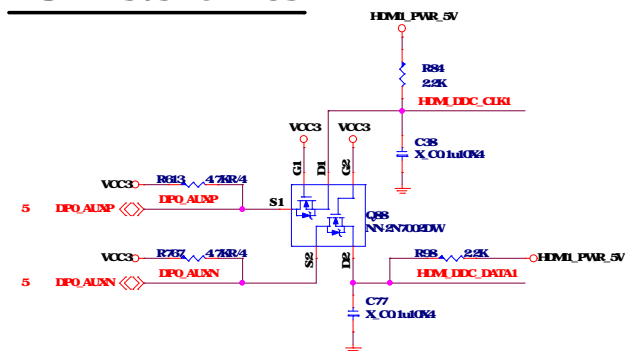 HDMI1_PWR_5V
R84
2.2K
HDMI_DDC_CLK1
VCC3
VCC3
C38
X_C0.1u10X4
G1
D1
G2
VCC3
R613
4.7KR/4
5
DP0_AUXP
DP0_AUXP
S1
Q88
NN-2N7002DW
VCC3
R767
4.7KR/4
S2
D2
R98
2.2K
HDMI1_PWR_5V
5
DP0_AUXN
DP0_AUXN
HDMI_DDC_DATA1
C77
X_C0.1u10X4